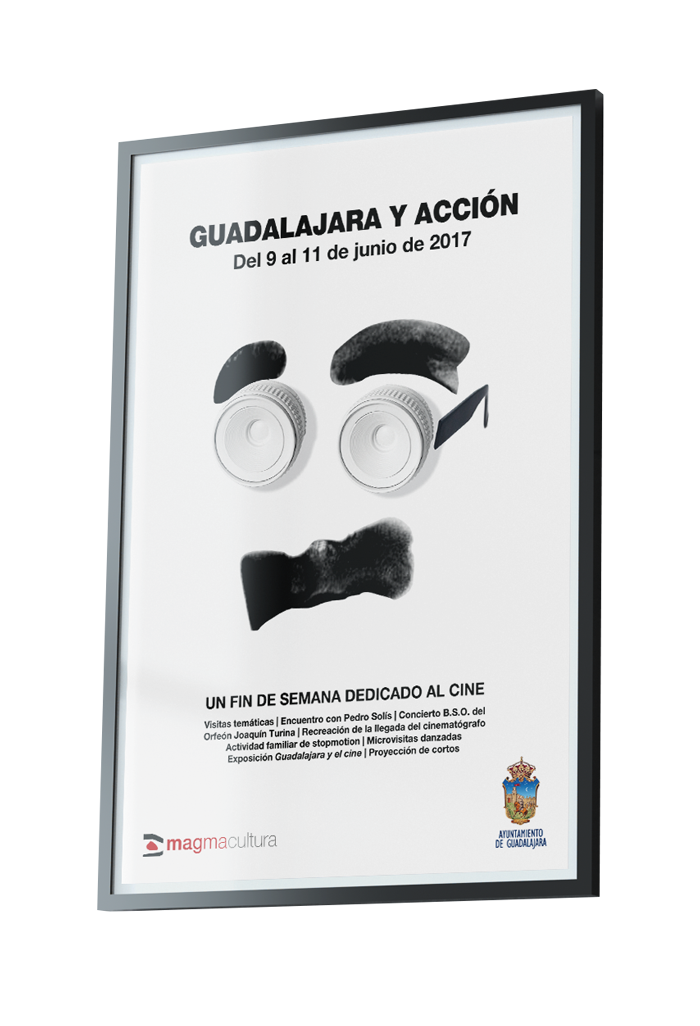 GUADALAJARA Y ACCIÓN
Del 9 al 11 de junio de 2017
UN FIN DE SEMANA DEDICADO AL CINE
Visitas temáticas | Encuentro con Pedro Solís | Concierto B.S.O. del
Orfeón Joaquín Turina | Recreación de la llegada del cinematógrafo
Actividad familiar de stopmotion | Microvisitas danzadas
Exposición Guadalajara y el cine | Proyección de cortos
magmacultura
AYUNTAMIENTO
DE GUADALAJARA